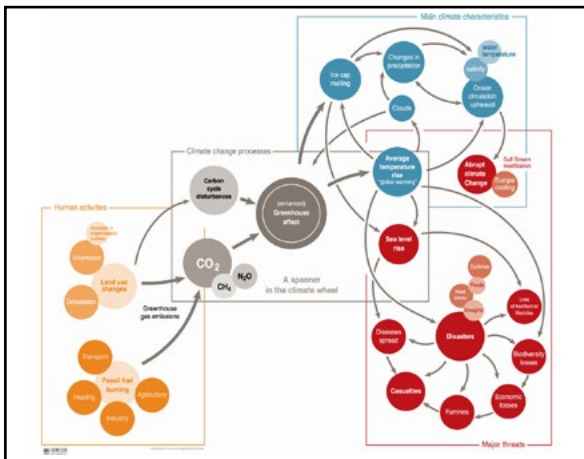 Main climate characteristics
water
temperature
salinity
Changes in
precipitation
Ice cap
melting
Ocean
circulation
upheaval
Clouds
Climate change processes
Gulf Stream
modification
Average
temperature
rise
"global warming"
Abrupt
climate
Change
Europe
cooling
Carbon
cycle
disturbances
(enhanced)
Greenhouse
effect
Human activities
Urbanization
Land use
changes
Deforestation
CO2
N2O
CH4
Sea level
rise
A spanner
in the climate wheel
Greenhouse
gas emissions
Cyclones
Floods
Droughts
Loss
of traditional
lifestyles
Disasters
Diseases
spread
Biodiversity
losses
Transport
Fossil fuel
burning
Heating
Agriculture
Industry
Casualties
Famines
Economic
losses
Major threats